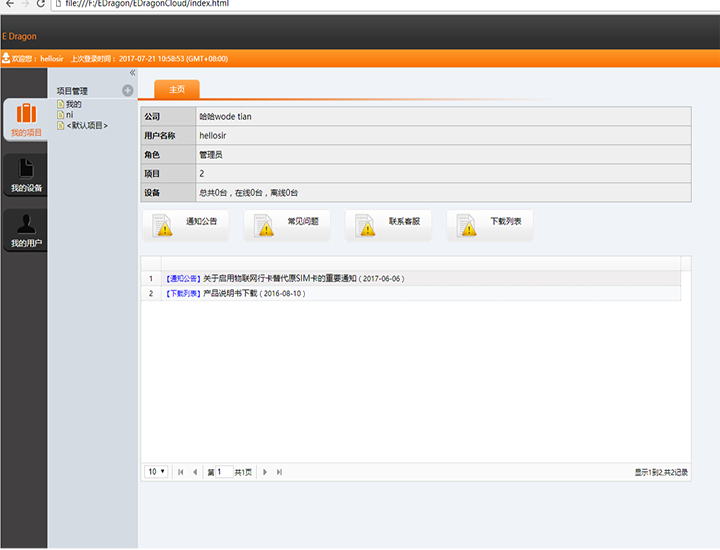 file:///F:/EDragon/EDragonCloud/index.html
E Dragon
欢迎您： hellosir 上次登录时间： 2017-07-21 10:58:53 (GMT+08:00)
«
项目管理
我的
ni
<默认项目>
我的项目
我的设备
我的用户
主页
公司 哈哈wode tian
用户名称 hellosir
角色 管理员
项目 2
设备 总共0台，在线0台，离线0台
通知公告 常见问题 联系客服 下载列表
1 【通知公告】关于启用物联网行卡替代原SIM卡的重要通知（2017-06-06）
2 【下载列表】产品说明书下载（2016-08-10）
10 第 1 共1页 显示1到2,共2记录